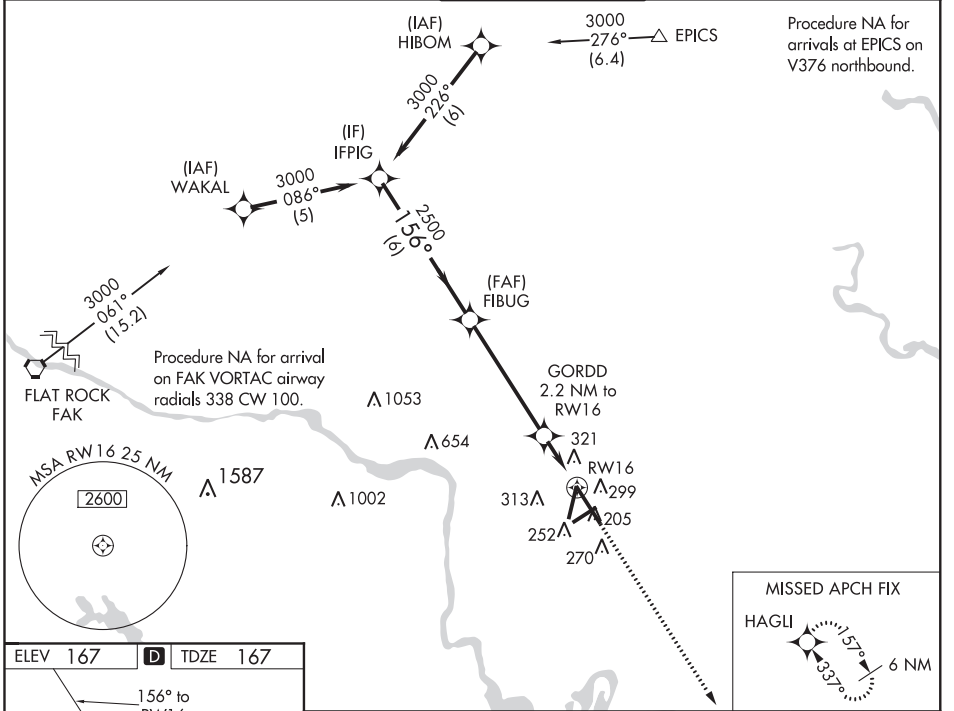 (IAF)
HIBOM
3000
276°
(6.4)
EPICS
Procedure NA for
arrivals at EPICS on
V376 northbound.
3000
226°
(6)
(IF)
IFPIG
(IAF)
WAKAL
3000
086°
(5)
2500
156°
(6)
(FAF)
FIBUG
3000
061°
(15.2)
FLAT ROCK
FAK
Procedure NA for arrival
on FAK VORTAC airway
radials 338 CW 100.
GORDD
2.2 NM to
RW16
1053
654
321
RW16
299
313
205
252
270
MSA RW16 25 NM
2600
1587
1002
MISSED APCH FIX
HAGLI
157°
337°
6 NM
ELEV 167 D TDZE 167
156° to